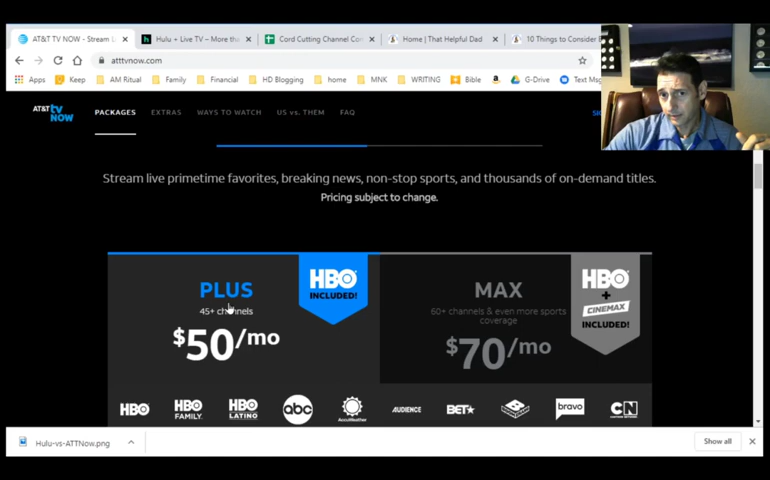 AT&T TV NOW - Stream L
Hulu + Live TV – More tha
Cord Cutting Channel Co
Home | That Helpful Dad
10 Things to Consider B
atttvnow.com
Apps Keep AM Ritual Family Financial HD Blogging home MNK WRITING Bible G-Drive Text Msg
AT&T tv NOW
PACKAGES EXTRAS WAYS TO WATCH US vs. THEM FAQ
Stream live primetime favorites, breaking news, non-stop sports, and thousands of on-demand titles.
Pricing subject to change.
PLUS
45+ channels
$50/mo
HBO
INCLUDED!
MAX
60+ channels & even more sports
coverage
$70/mo
HBO
+
CINEMAX
INCLUDED!
HBO HBO FAMILY HBO LATINO abc AccuWeather AUDIENCE BET★ bravo CN
Hulu-vs-ATTNow.png
Show all